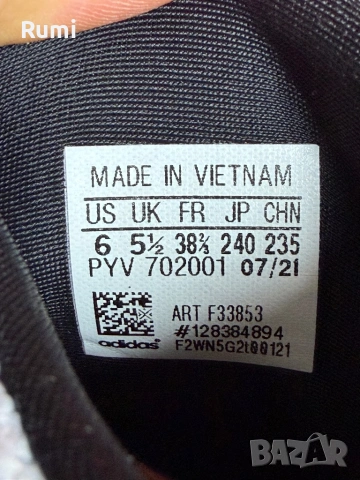 Rumi
MADE IN VIETNAM
US UK FR JP CHN
6 5½ 38⅔ 240 235
PYV 702001 07/21
ART F33853
#128384894
adidas F2WN5G2t00121
BAZAR